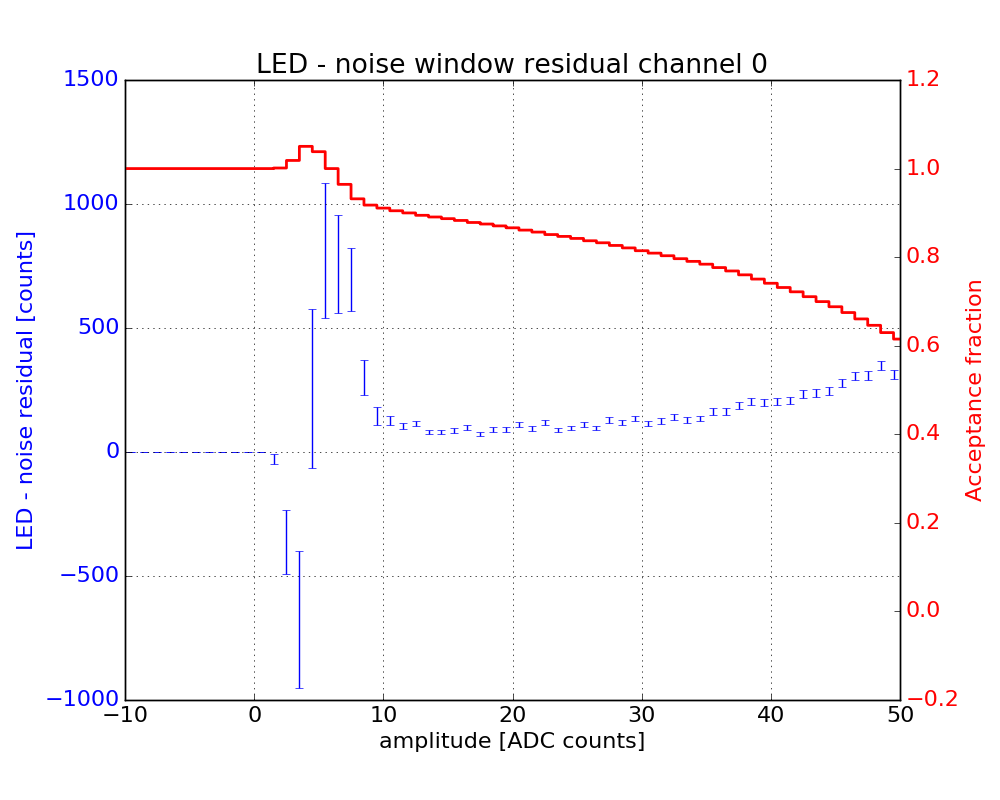 LED - noise window residual channel 0
1500
1000
500
0
−500
−1000
LED - noise residual [counts]
1.2
1.0
0.8
0.6
0.4
0.2
0.0
−0.2
Acceptance fraction
−10 0 10 20 30 40 50
amplitude [ADC counts]